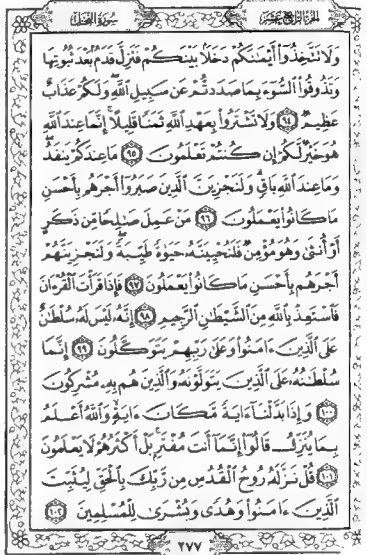 الجزء الرابع عشر
سورة النحل
وَلَا تَتَّخِذُوٓا۟ أَيْمَـٰنَكُمْ دَخَلًۢا بَيْنَكُمْ فَتَزِلَّ قَدَمٌۢ بَعْدَ ثُبُوتِهَا
وَتَذُوقُوا۟ ٱلسُّوٓءَ بِمَا صَدَدتُّمْ عَن سَبِيلِ ٱللَّهِ ۖ وَلَكُمْ عَذَابٌ
عَظِيمٌ ٩٤ وَلَا تَشْتَرُوا۟ بِعَهْدِ ٱللَّهِ ثَمَنًا قَلِيلًا ۚ إِنَّمَا عِندَ ٱللَّهِ
هُوَ خَيْرٌ لَّكُمْ إِن كُنتُمْ تَعْلَمُونَ ٩٥ مَا عِندَكُمْ يَنفَدُ ۖ
وَمَا عِندَ ٱللَّهِ بَاقٍ ۗ وَلَنَجْزِيَنَّ ٱلَّذِينَ صَبَرُوٓا۟ أَجْرَهُم بِأَحْسَنِ
مَا كَانُوا۟ يَعْمَلُونَ ٩٦ مَنْ عَمِلَ صَـٰلِحًا مِّن ذَكَرٍ
أَوْ أُنثَىٰ وَهُوَ مُؤْمِنٌ فَلَنُحْيِيَنَّهُۥ حَيَوٰةً طَيِّبَةً ۖ وَلَنَجْزِيَنَّهُمْ
أَجْرَهُم بِأَحْسَنِ مَا كَانُوا۟ يَعْمَلُونَ ٩٧ فَإِذَا قَرَأْتَ ٱلْقُرْءَانَ
فَٱسْتَعِذْ بِٱللَّهِ مِنَ ٱلشَّيْطَـٰنِ ٱلرَّجِيمِ ٩٨ إِنَّهُۥ لَيْسَ لَهُۥ سُلْطَـٰنٌ
عَلَى ٱلَّذِينَ ءَامَنُوا۟ وَعَلَىٰ رَبِّهِمْ يَتَوَكَّلُونَ ٩٩ إِنَّمَا
سُلْطَـٰنُهُۥ عَلَى ٱلَّذِينَ يَتَوَلَّوْنَهُۥ وَٱلَّذِينَ هُم بِهِۦ مُشْرِكُونَ
١٠٠ وَإِذَا بَدَّلْنَآ ءَايَةً مَّكَانَ ءَايَةٍ ۙ وَٱللَّهُ أَعْلَمُ
بِمَا يُنَزِّلُ قَالُوٓا۟ إِنَّمَآ أَنتَ مُفْتَرٍۭ ۚ بَلْ أَكْثَرُهُمْ لَا يَعْلَمُونَ
١٠١ قُلْ نَزَّلَهُۥ رُوحُ ٱلْقُدُسِ مِن رَّبِّكَ بِٱلْحَقِّ لِيُثَبِّتَ
ٱلَّذِينَ ءَامَنُوا۟ وَهُدًى وَبُشْرَىٰ لِلْمُسْلِمِينَ ١٠٢
٢٧٧